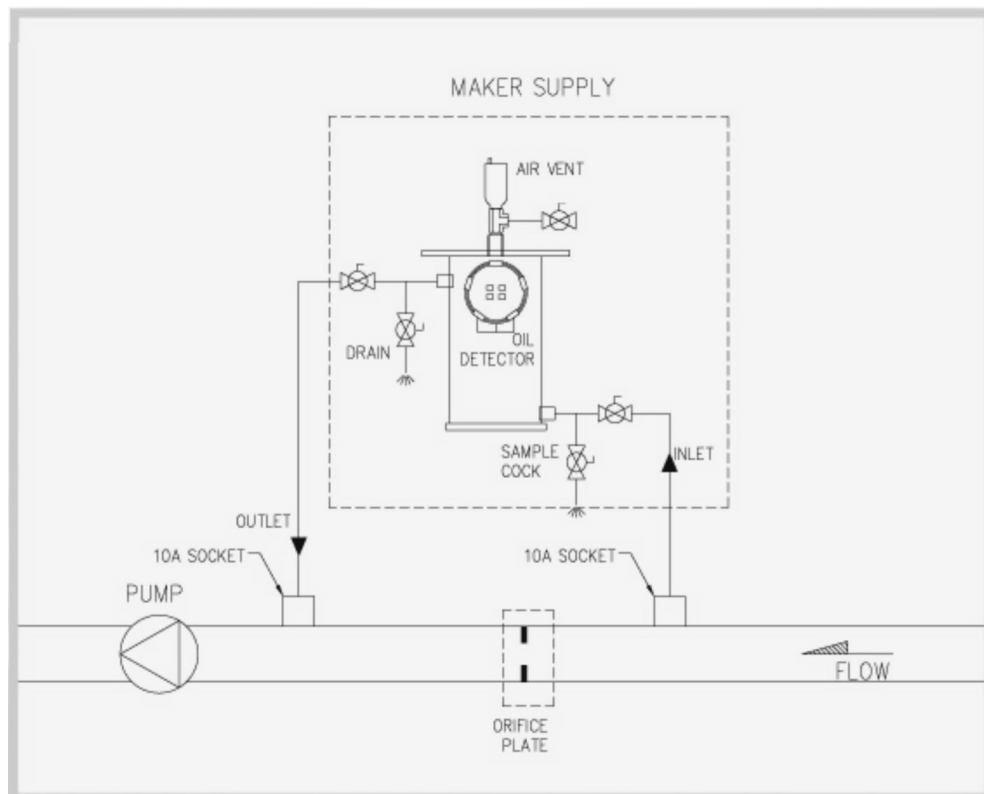 MAKER SUPPLY
AIR VENT
DRAIN
OIL
DETECTOR
SAMPLE
COCK
INLET
OUTLET
10A SOCKET
10A SOCKET
PUMP
FLOW
ORIFICE
PLATE